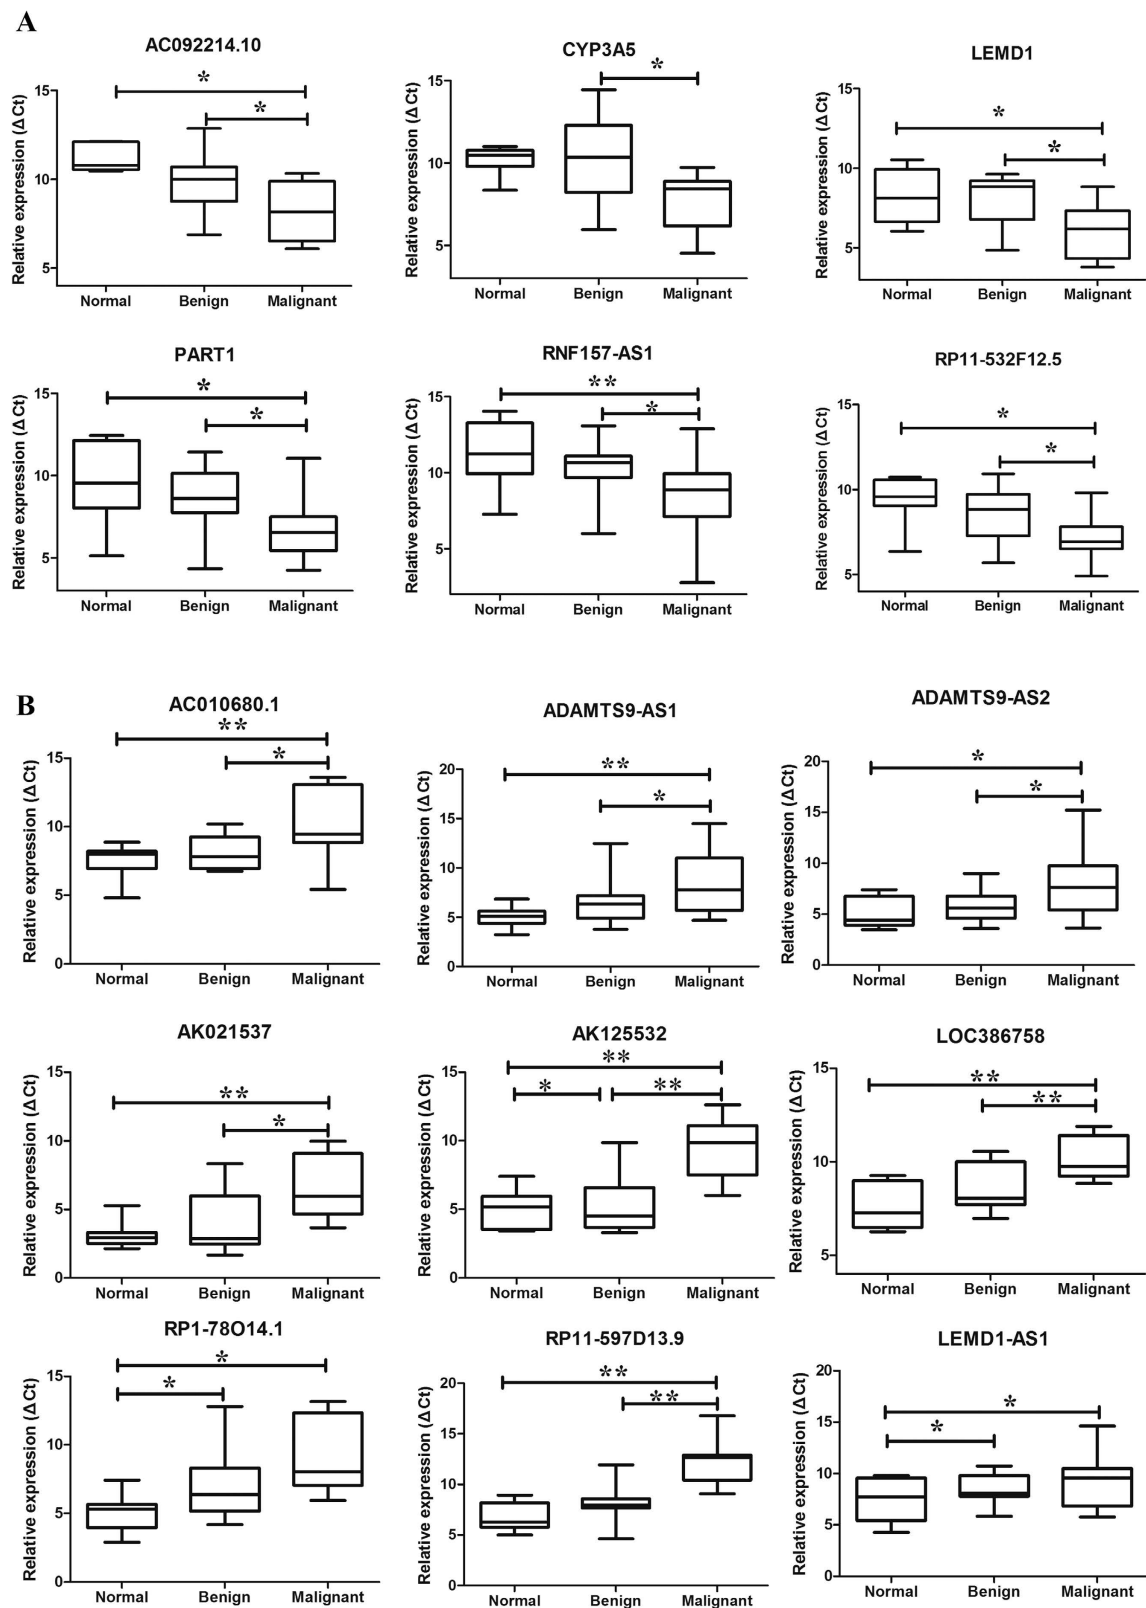 A
AC092214.10
Relative expression (ΔCt)
15
10
5
*
*
Normal Benign Malignant
CYP3A5
Relative expression (ΔCt)
15
10
5
*
Normal Benign Malignant
LEMD1
Relative expression (ΔCt)
15
10
5
*
*
Normal Benign Malignant
PART1
Relative expression (ΔCt)
15
10
5
*
*
Normal Benign Malignant
RNF157-AS1
Relative expression (ΔCt)
15
10
5
**
*
Normal Benign Malignant
RP11-532F12.5
Relative expression (ΔCt)
15
10
5
*
*
Normal Benign Malignant
B
AC010680.1
Relative expression (ΔCt)
15
10
5
0
**
*
Normal Benign Malignant
ADAMTS9-AS1
Relative expression (ΔCt)
20
15
10
5
0
**
*
Normal Benign Malignant
ADAMTS9-AS2
Relative expression (ΔCt)
20
15
10
5
0
*
*
Normal Benign Malignant
AK021537
Relative expression (ΔCt)
15
10
5
0
**
*
Normal Benign Malignant
AK125532
Relative expression (ΔCt)
15
10
5
0
**
* **
Normal Benign Malignant
LOC386758
Relative expression (ΔCt)
15
10
5
**
**
Normal Benign Malignant
RP1-78O14.1
Relative expression (ΔCt)
15
10
5
0
*
*
Normal Benign Malignant
RP11-597D13.9
Relative expression (ΔCt)
20
15
10
5
0
**
**
Normal Benign Malignant
LEMD1-AS1
Relative expression (ΔCt)
20
15
10
5
0
*
*
Normal Benign Malignant